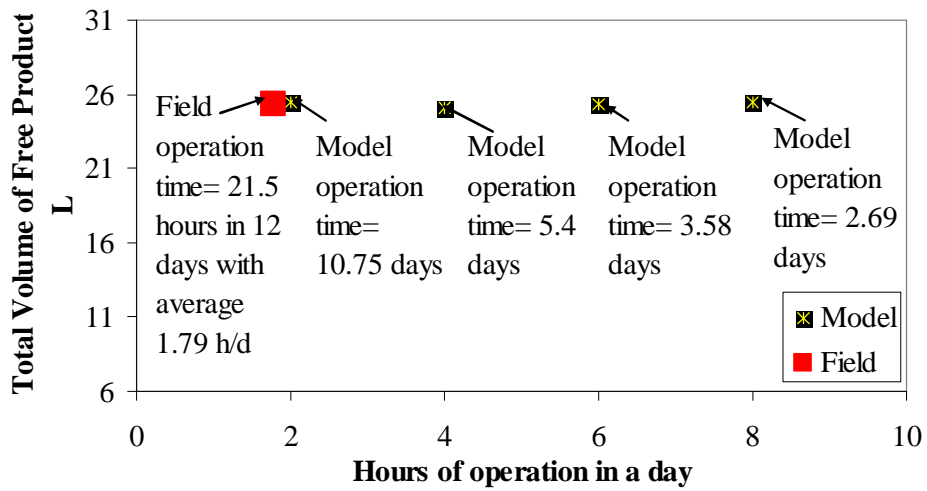 Total Volume of Free Product
L
31
26
21
16
11
6
Field
operation
time= 21.5
hours in 12
days with
average
1.79 h/d
Model
operation
time=
10.75 days
Model
operation
time= 5.4
days
Model
operation
time= 3.58
days
Model
operation
time= 2.69
days
Model
Field
0 2 4 6 8 10
Hours of operation in a day